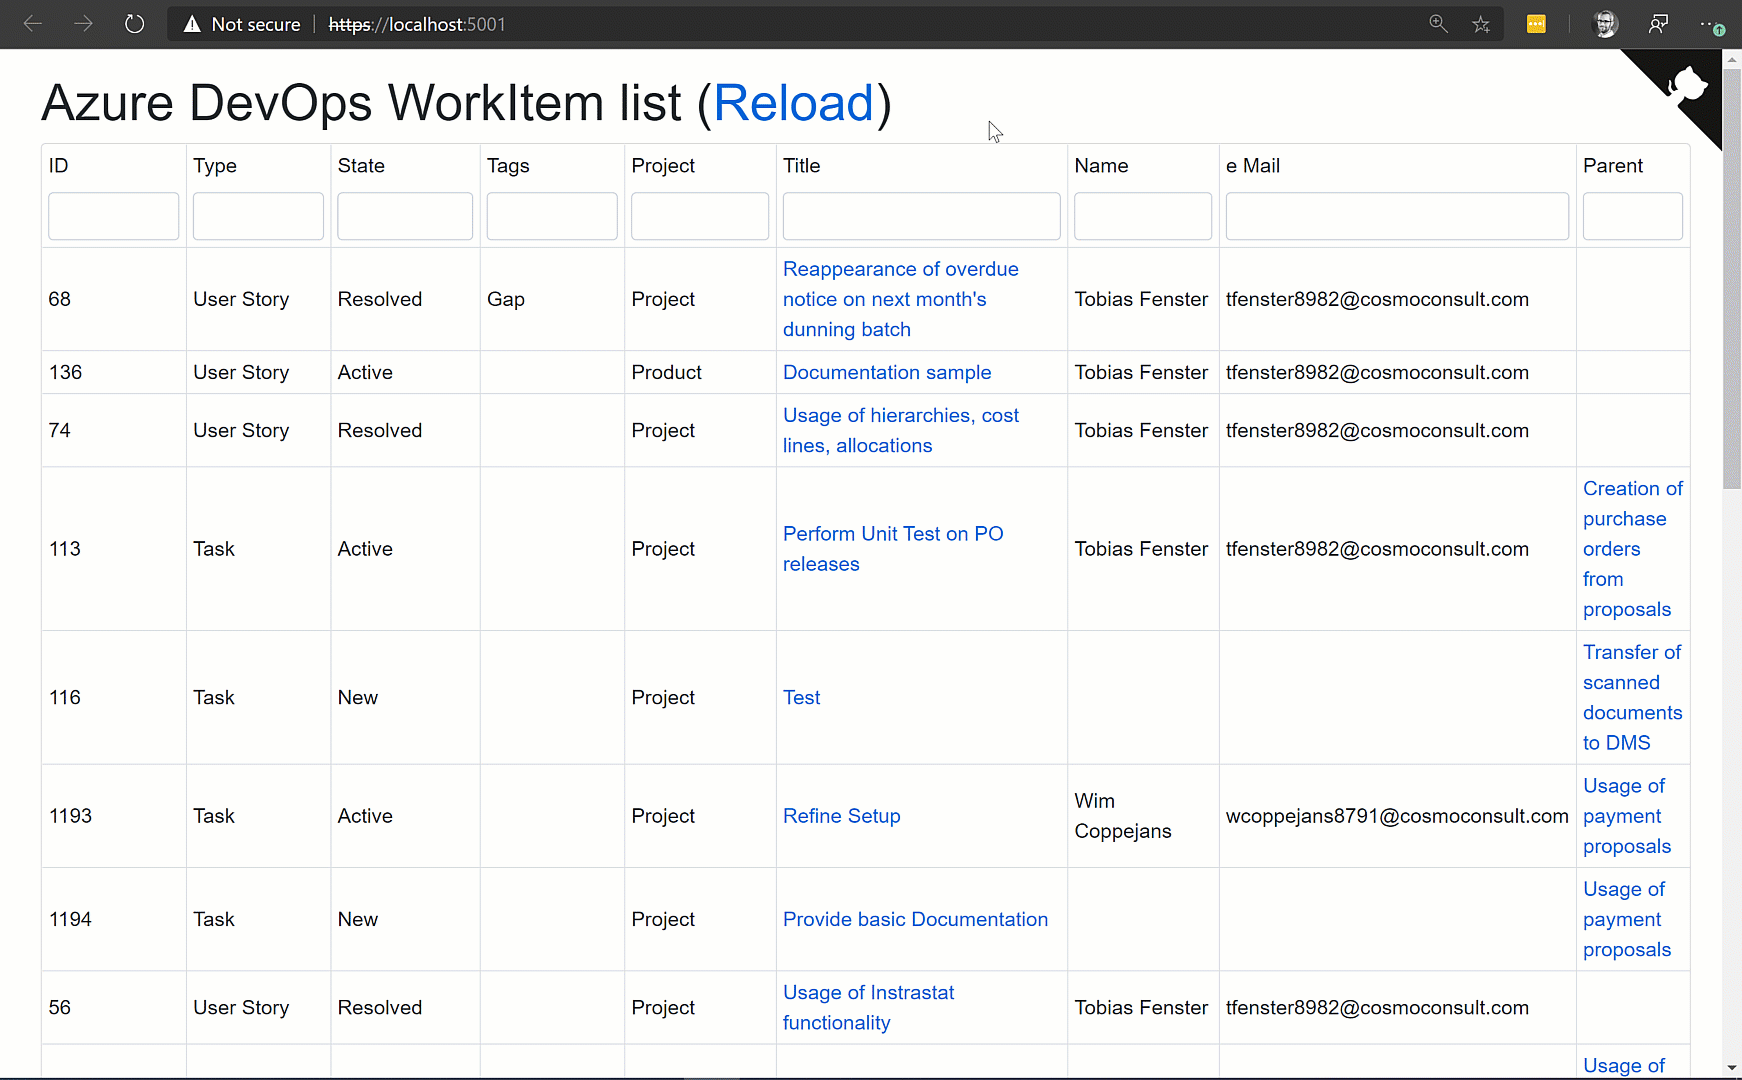 Not secure | https://localhost:5001
Azure DevOps WorkItem list (Reload)
ID Type State Tags Project Title Name e Mail Parent
68 User Story Resolved Gap Project Reappearance of overdue notice on next month's dunning batch Tobias Fenster tfenster8982@cosmoconsult.com
136 User Story Active Product Documentation sample Tobias Fenster tfenster8982@cosmoconsult.com
74 User Story Resolved Project Usage of hierarchies, cost lines, allocations Tobias Fenster tfenster8982@cosmoconsult.com
113 Task Active Project Perform Unit Test on PO releases Tobias Fenster tfenster8982@cosmoconsult.com Creation of purchase orders from proposals
116 Task New Project Test Transfer of scanned documents to DMS
1193 Task Active Project Refine Setup Wim Coppejans wcoppejans8791@cosmoconsult.com Usage of payment proposals
1194 Task New Project Provide basic Documentation Usage of payment proposals
56 User Story Resolved Project Usage of Instrastat functionality Tobias Fenster tfenster8982@cosmoconsult.com
Usage of